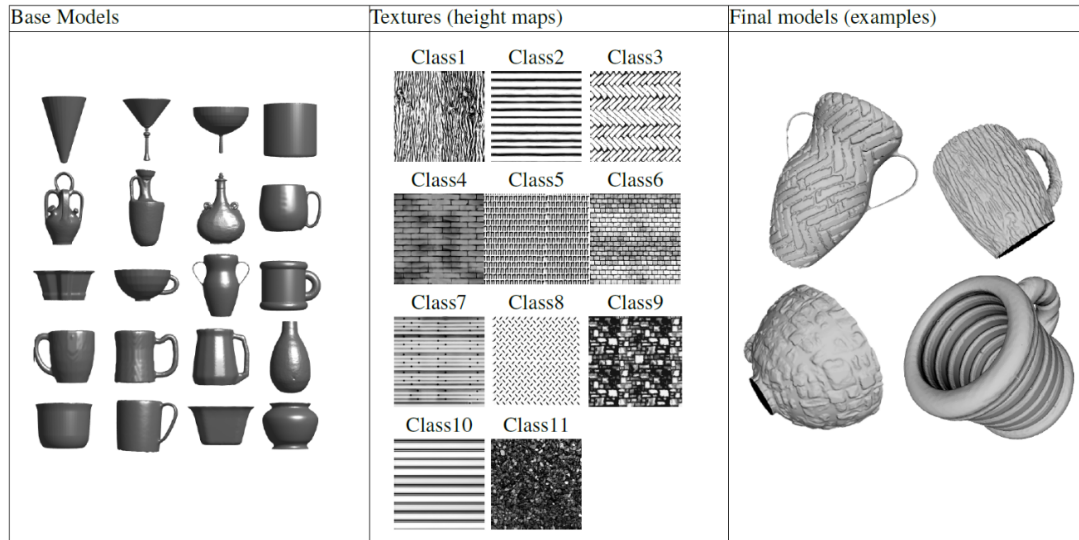 Base Models
Textures (height maps)
Final models (examples)
Class1 Class2 Class3
Class4 Class5 Class6
Class7 Class8 Class9
Class10 Class11